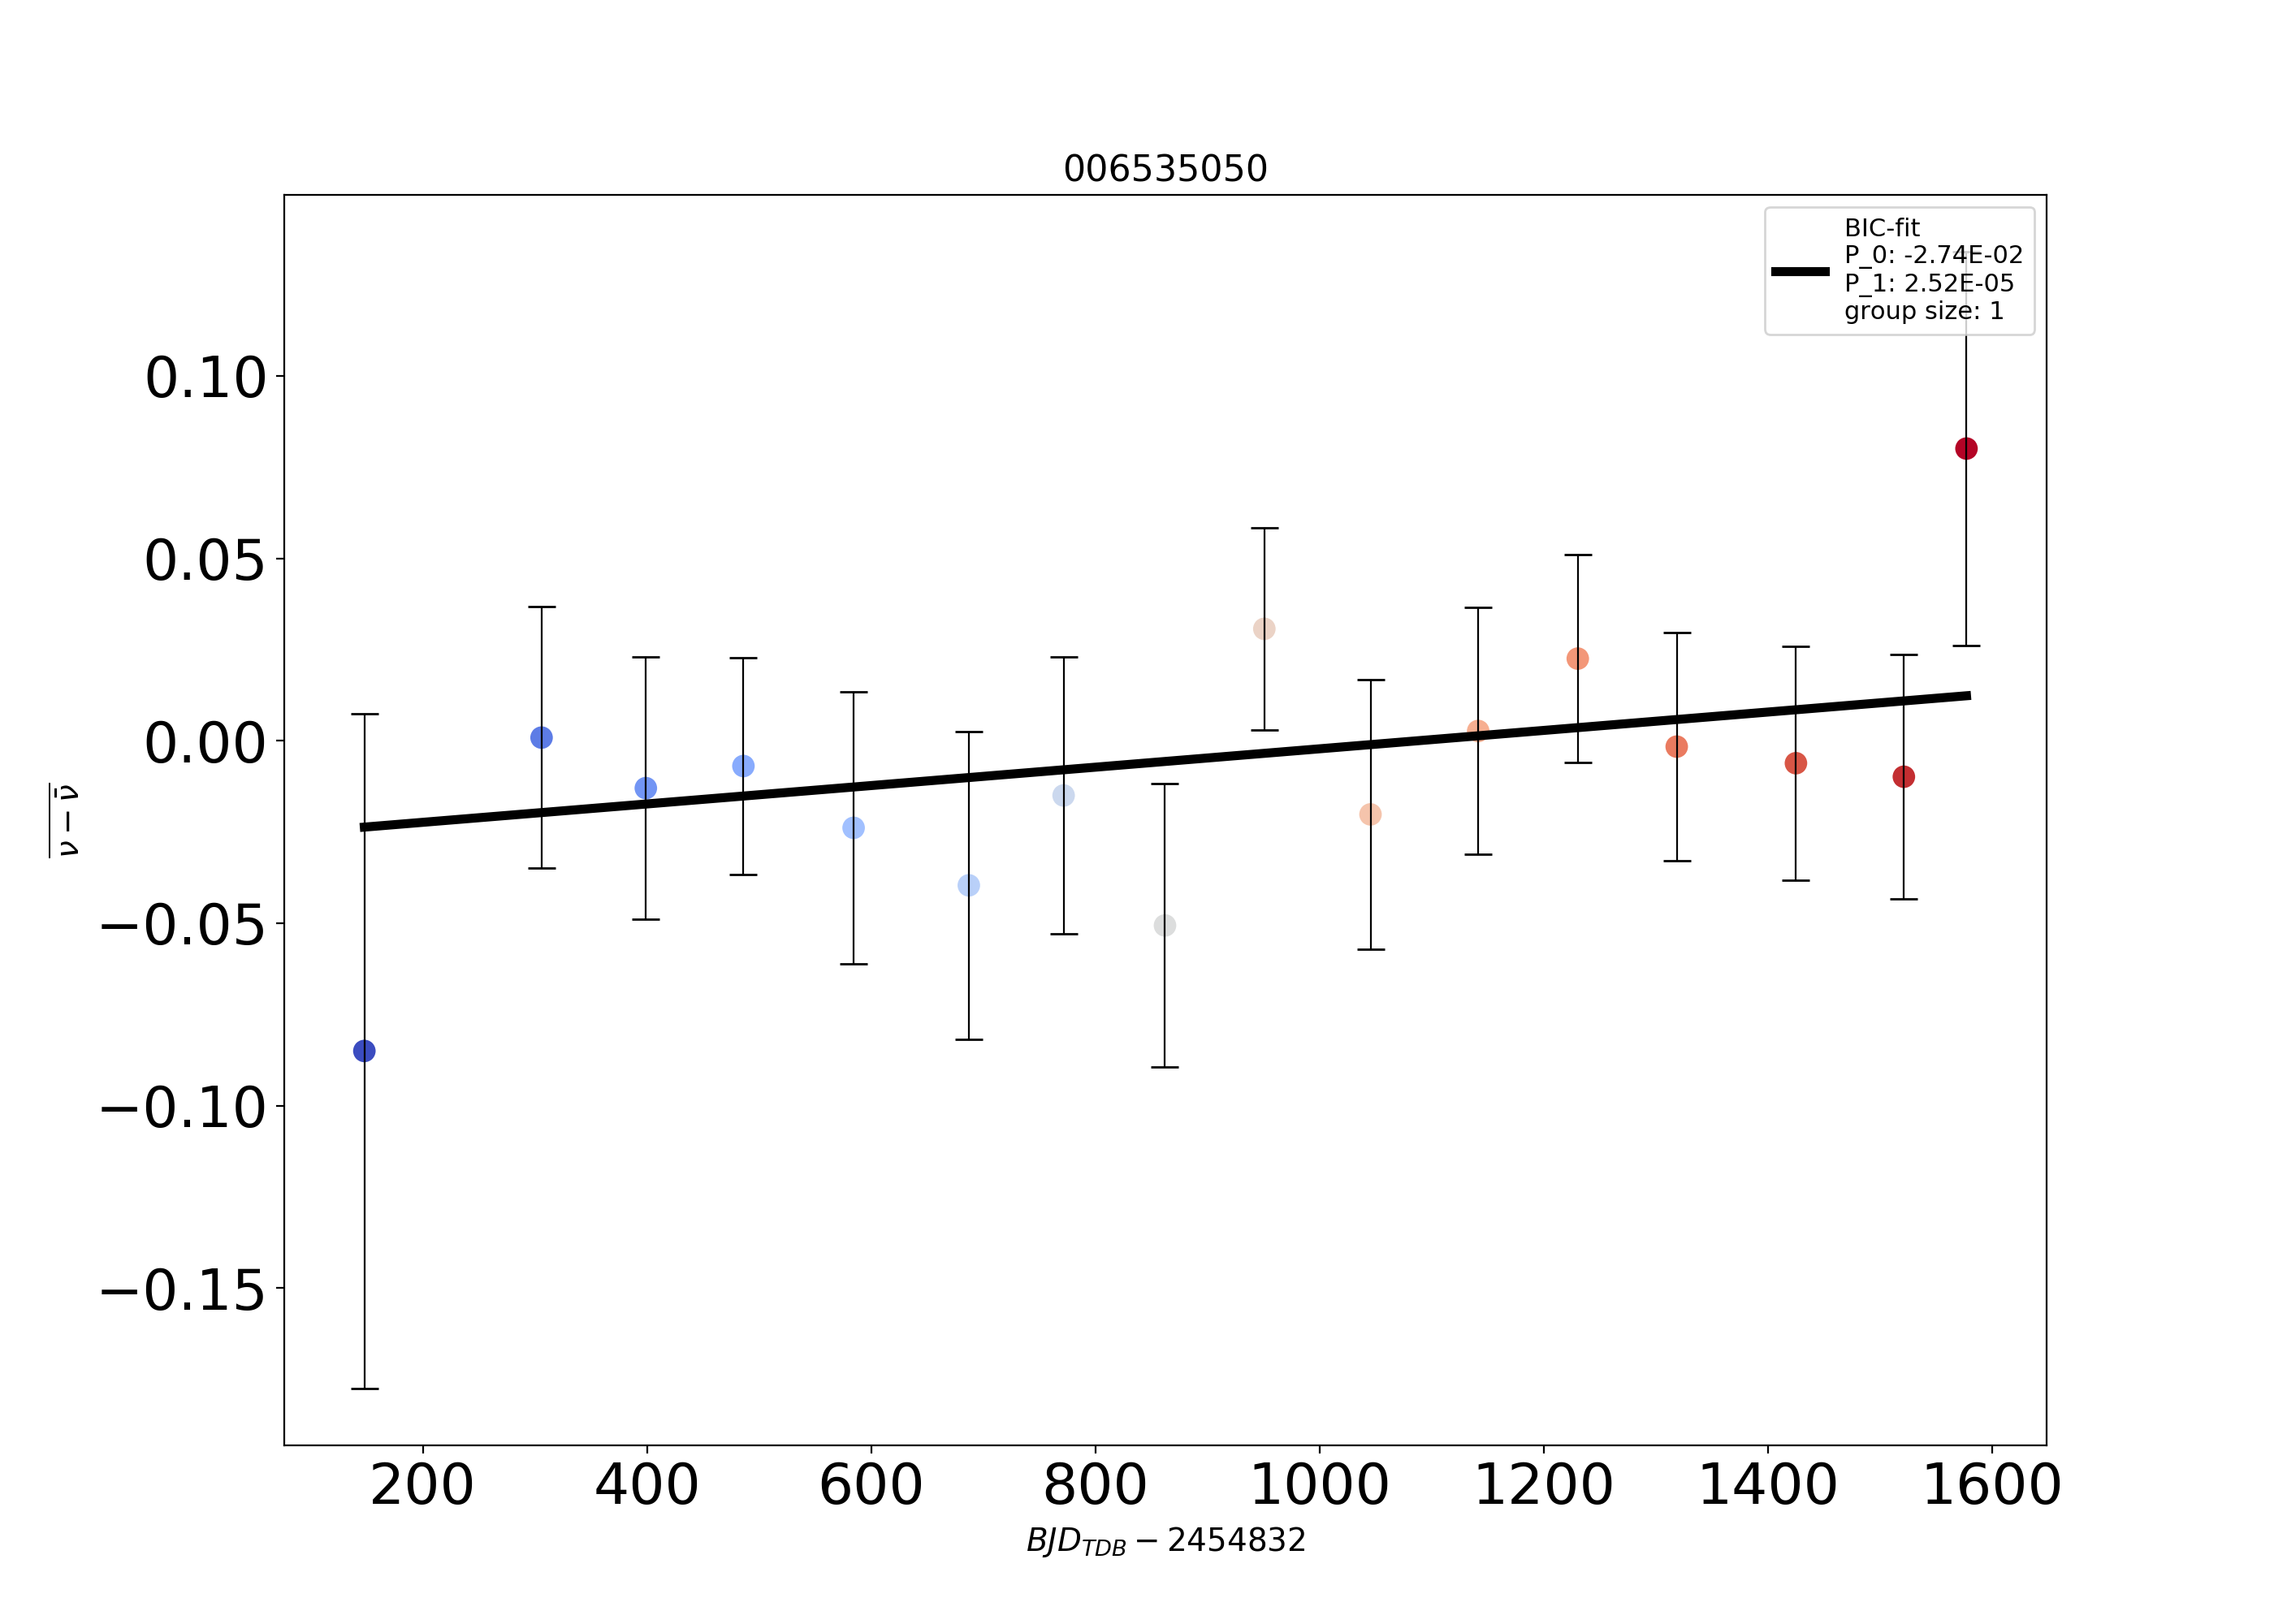 006535050
BIC-fit
P_0: -2.74E-02
P_1: 2.52E-05
group size: 1
0.10
0.05
0.00
−0.05
−0.10
−0.15
ν − ν̄
200 400 600 800 1000 1200 1400 1600
BJD_TDB − 2454832